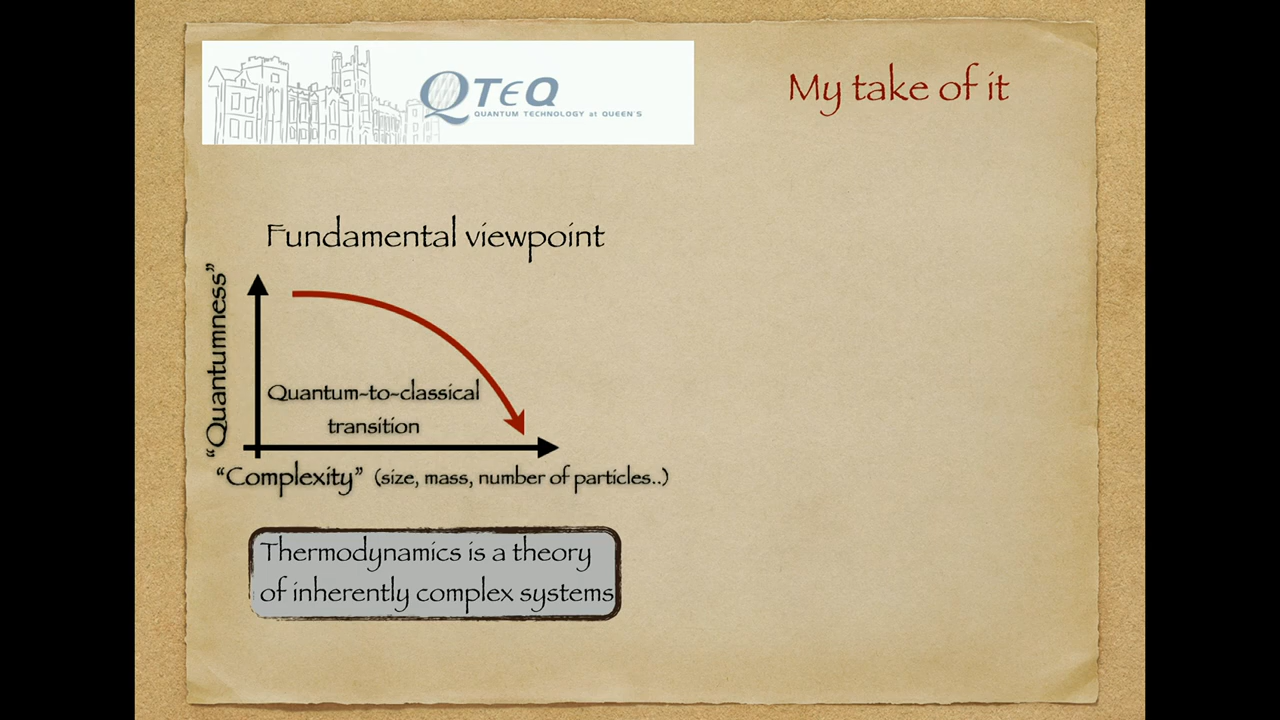 QTEQ
QUANTUM TECHNOLOGY at QUEEN'S
My take of it
Fundamental viewpoint
“Quantumness”
Quantum-to-classical
transition
“Complexity” (size, mass, number of particles..)
Thermodynamics is a theory
of inherently complex systems